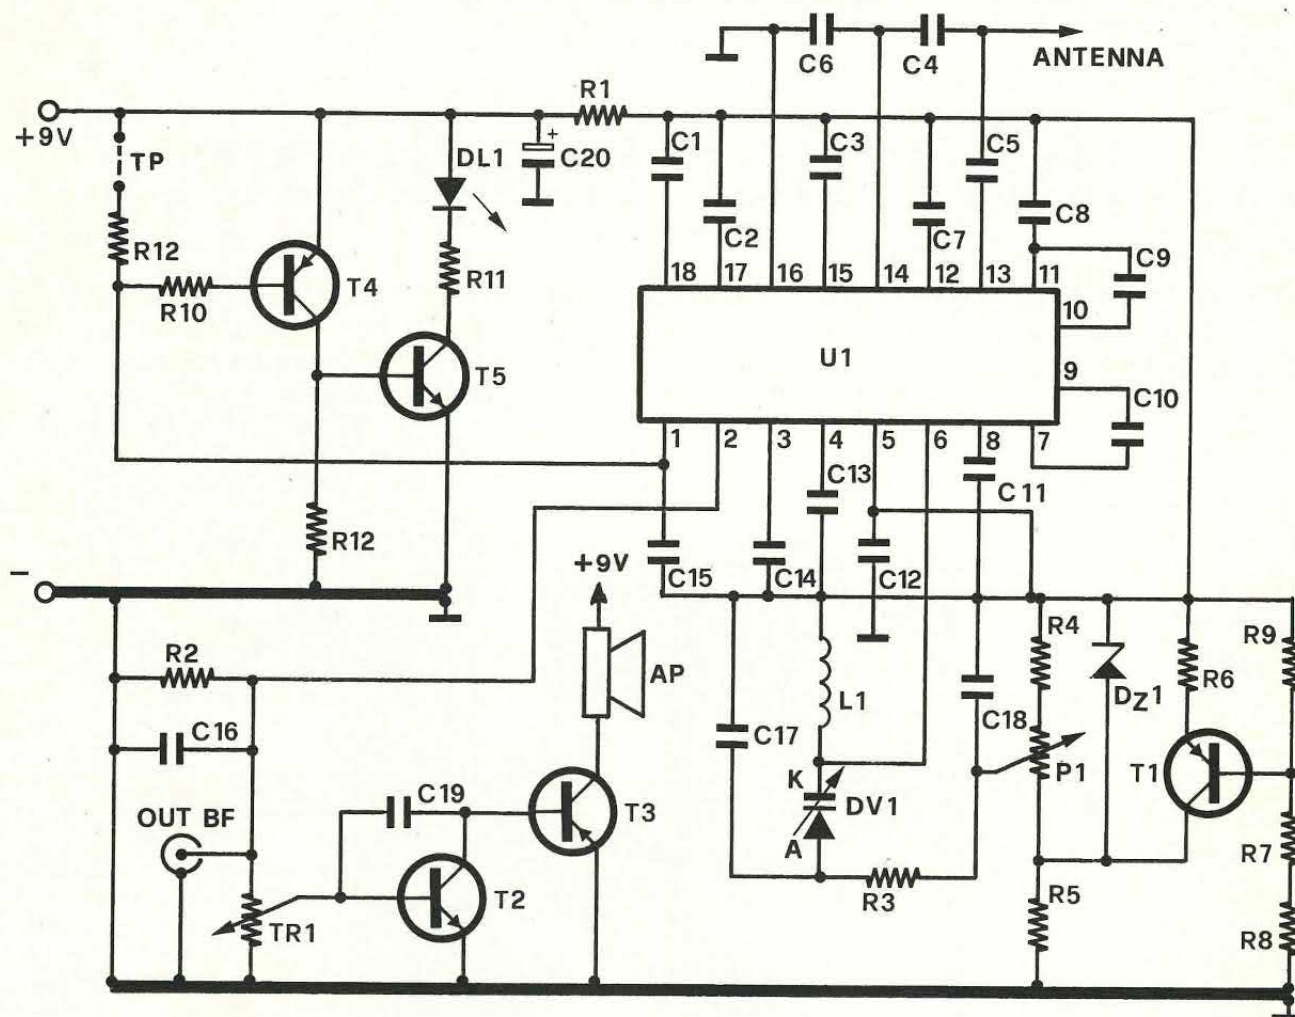 C6
C4
ANTENNA
R1
+9V
TP
DL1
+
C20
C1
C3
C5
R12
T4
R11
C2
C7
C8
R10
18
17
16
15
14
12
13
11
C9
10
T5
U1
9
C10
1
2
3
4
5
6
8
7
C13
C11
R12
−
+9V
C15
C14
C12
R2
AP
L1
R4
R9
DZ1
R6
C16
C17
C18
P1
T1
K
DV1
C19
T3
OUT BF
A
R7
T2
R3
R5
TR1
R8